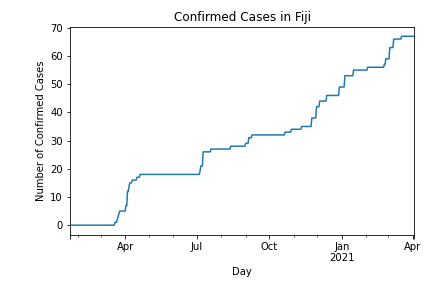 Confirmed Cases in Fiji
70
60
50
40
30
20
10
0
Number of Confirmed Cases
Apr
Jul
Oct
Jan
2021
Apr
Day